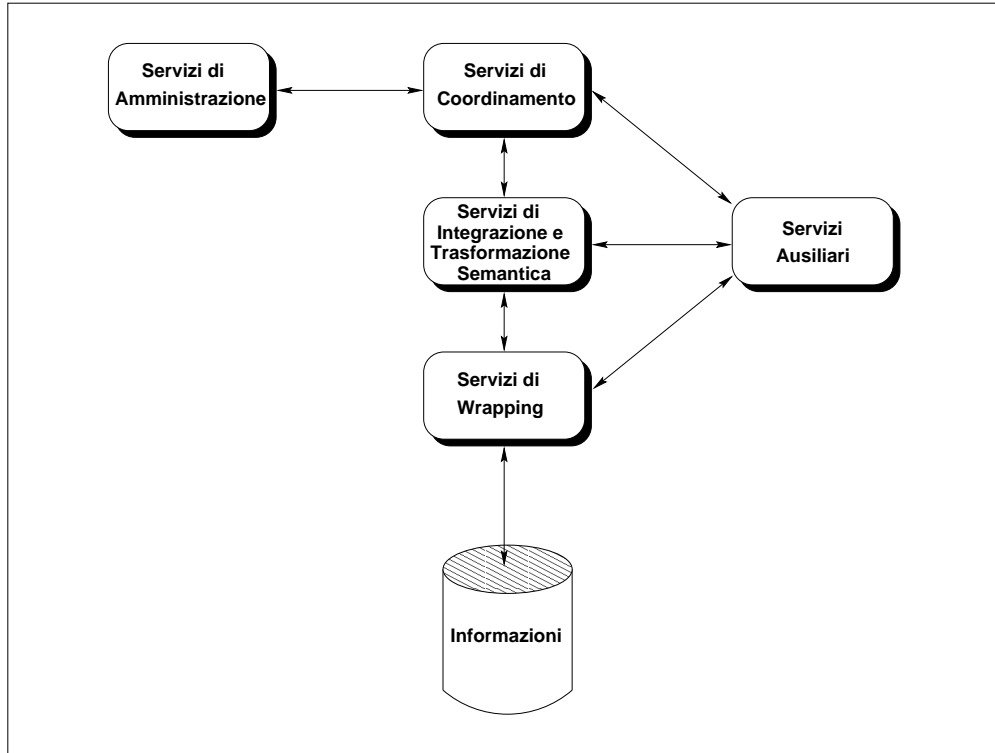 Servizi di
Amministrazione
Servizi di
Coordinamento
Servizi di
Integrazione e
Trasformazione
Semantica
Servizi
Ausiliari
Servizi di
Wrapping
Informazioni